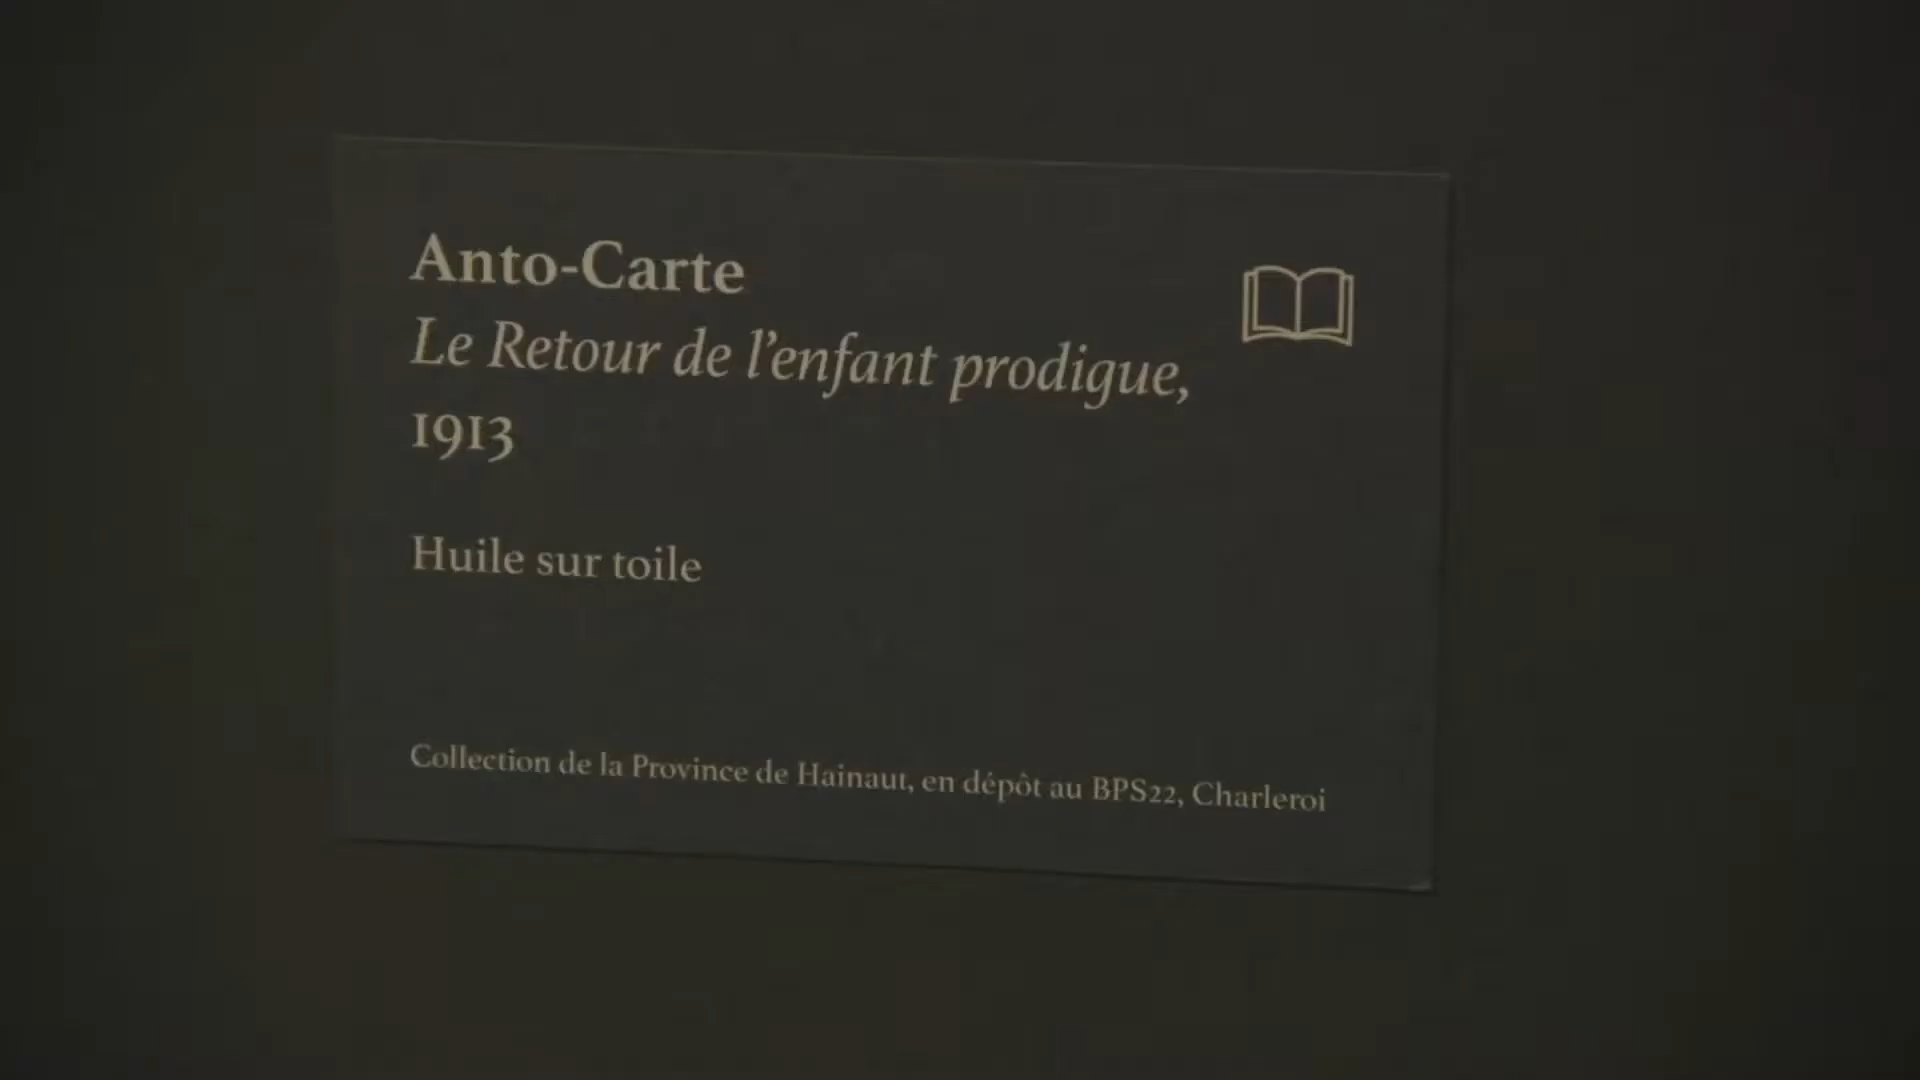 Anto-Carte
Le Retour de l’enfant prodigue,
1913
Huile sur toile
Collection de la Province de Hainaut, en dépôt au BPS22, Charleroi